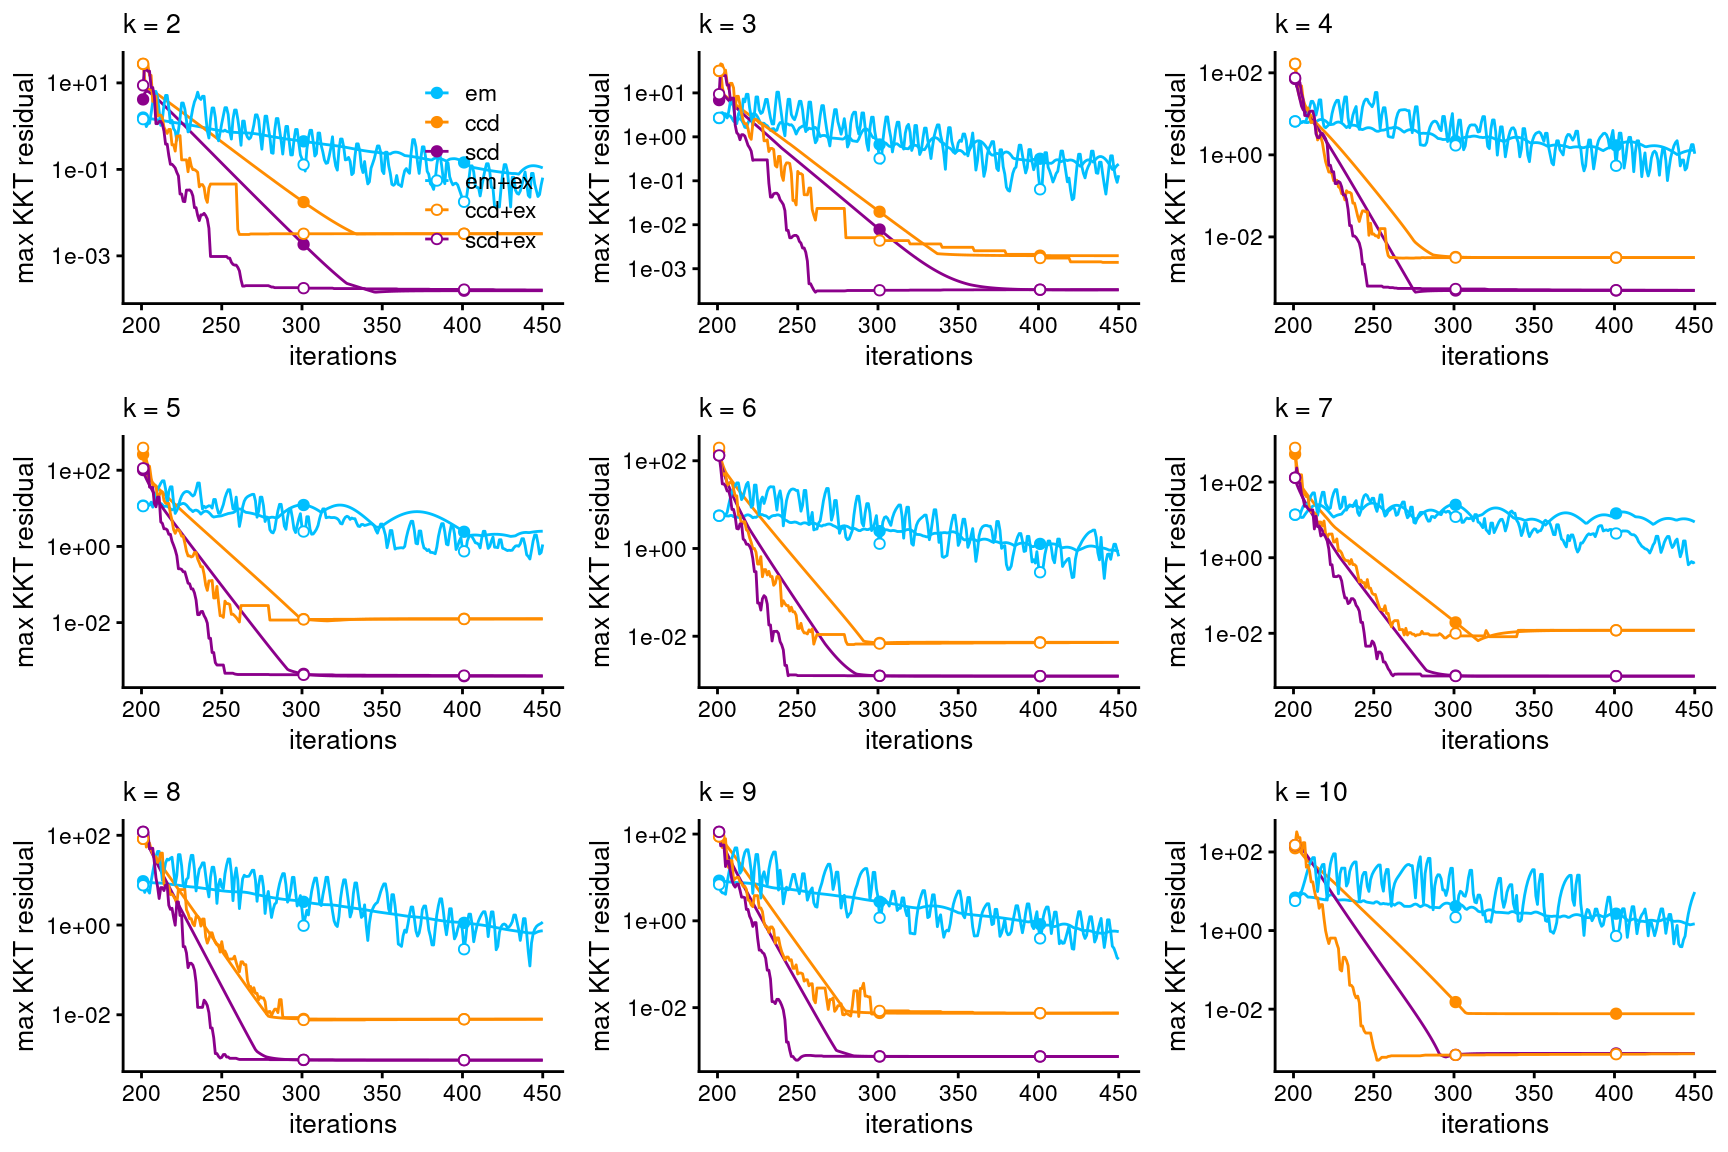 k = 2
max KKT residual
1e+01
1e-01
1e-03
em
ccd
scd
em+ex
ccd+ex
scd+ex
200 250 300 350 400 450
iterations
k = 3
max KKT residual
1e+01
1e+00
1e-01
1e-02
1e-03
200 250 300 350 400 450
iterations
k = 4
max KKT residual
1e+02
1e+00
1e-02
200 250 300 350 400 450
iterations
k = 5
max KKT residual
1e+02
1e+00
1e-02
200 250 300 350 400 450
iterations
k = 6
max KKT residual
1e+02
1e+00
1e-02
200 250 300 350 400 450
iterations
k = 7
max KKT residual
1e+02
1e+00
1e-02
200 250 300 350 400 450
iterations
k = 8
max KKT residual
1e+02
1e+00
1e-02
200 250 300 350 400 450
iterations
k = 9
max KKT residual
1e+02
1e+00
1e-02
200 250 300 350 400 450
iterations
k = 10
max KKT residual
1e+02
1e+00
1e-02
200 250 300 350 400 450
iterations